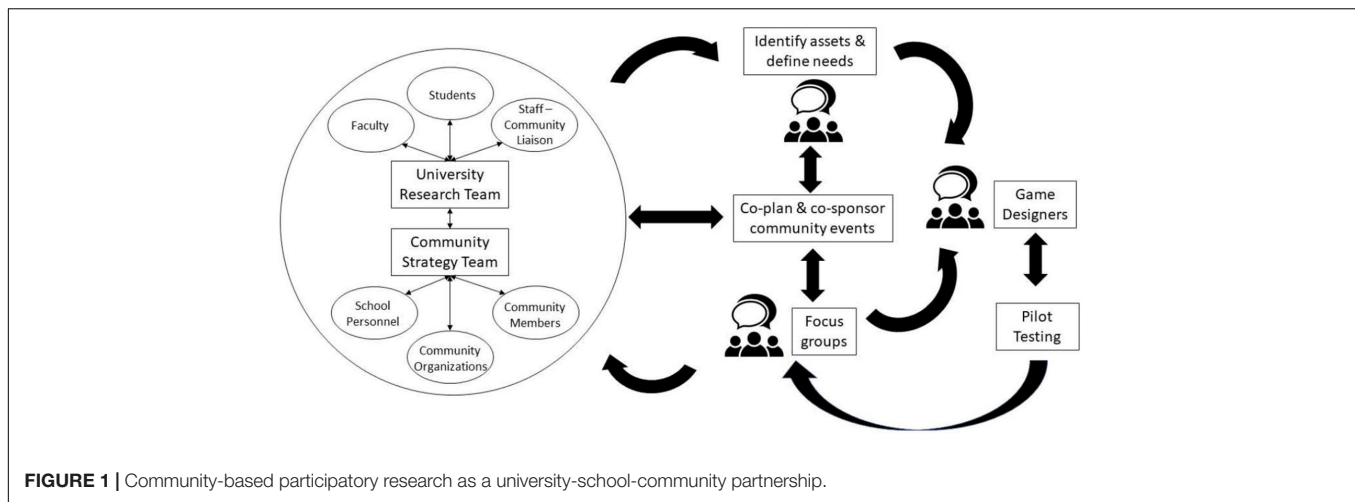 Students
Faculty
Staff –
Community
Liaison
University
Research Team
Community
Strategy Team
School
Personnel
Community
Members
Community
Organizations
Identify assets &
define needs
Co-plan & co-sponsor
community events
Focus
groups
Game
Designers
Pilot
Testing
FIGURE 1 | Community-based participatory research as a university-school-community partnership.